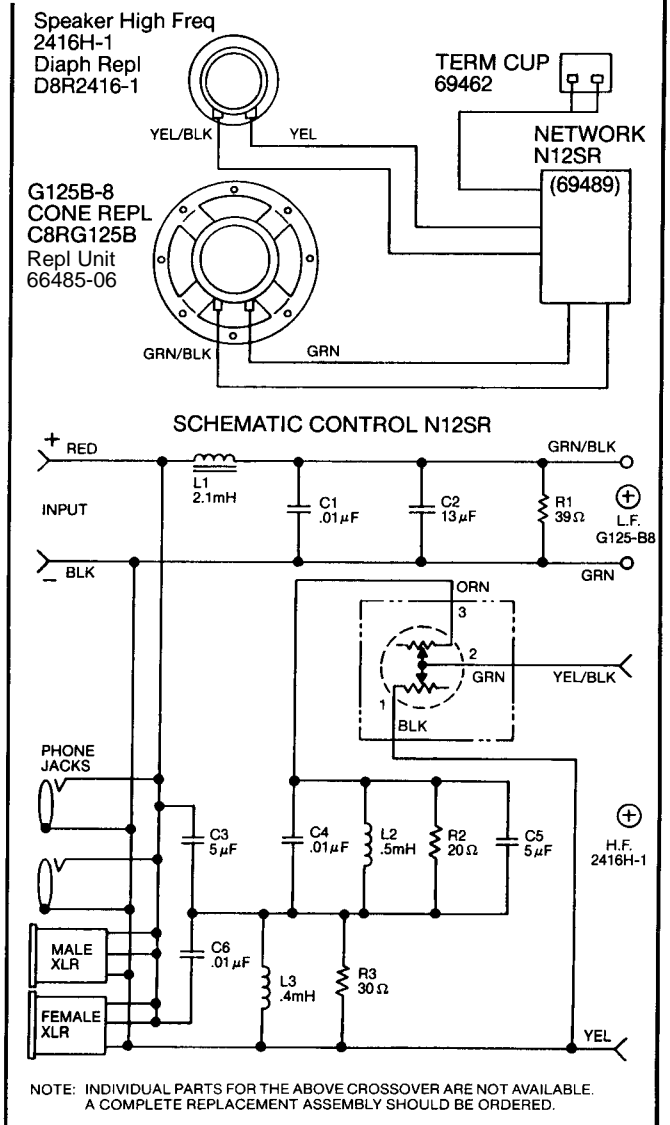 Speaker High Freq
2416H-1
Diaph Repl
D8R2416-1
TERM CUP
69462
YEL/BLK
YEL
NETWORK
N12SR
(69489)
G125B-8
CONE REPL
C8RG125B
Repl Unit
66485-06
GRN/BLK
GRN
SCHEMATIC CONTROL N12SR
+
RED
GRN/BLK
L1
2.1mH
INPUT
C1
.01µF
C2
13µF
R1
39Ω
+
L.F.
G125-B8
–
BLK
GRN
ORN
3
2
GRN
YEL/BLK
1
BLK
PHONE
JACKS
C3
5µF
C4
.01µF
L2
.5mH
R2
20Ω
C5
5µF
+
H.F.
2416H-1
MALE
XLR
C6
.01µF
L3
.4mH
R3
30Ω
FEMALE
XLR
YEL
NOTE: INDIVIDUAL PARTS FOR THE ABOVE CROSSOVER ARE NOT AVAILABLE.
A COMPLETE REPLACEMENT ASSEMBLY SHOULD BE ORDERED.